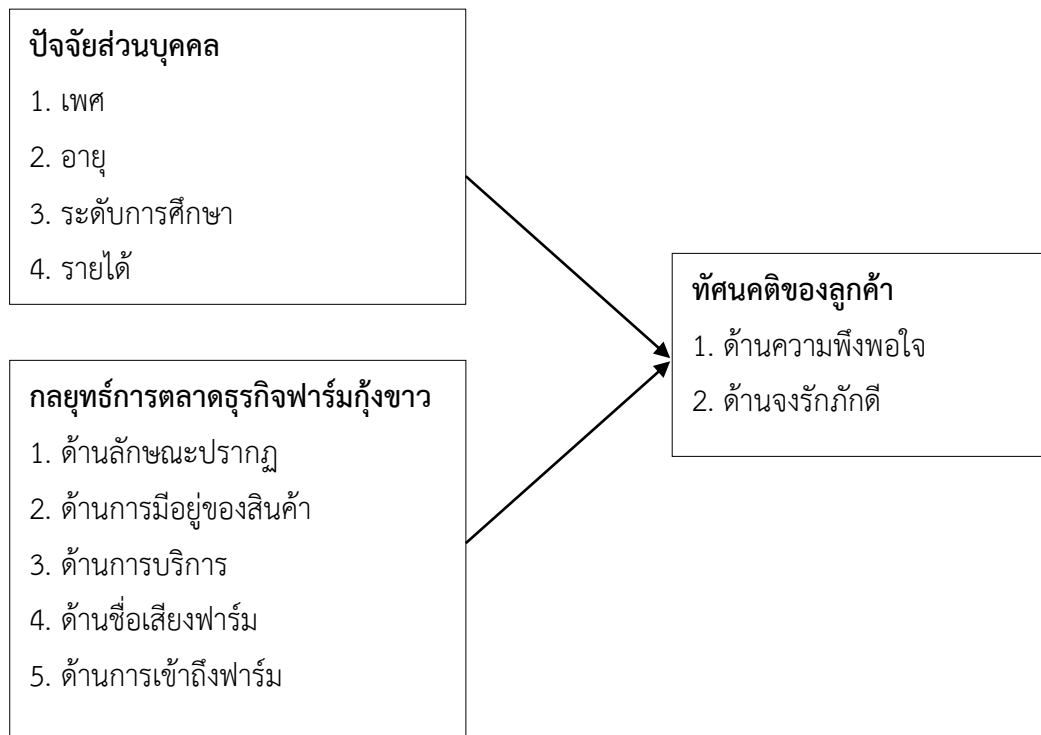 ปัจจัยส่วนบุคคล
1. เพศ
2. อายุ
3. ระดับการศึกษา
4. รายได้
กลยุทธ์การตลาดธุรกิจฟาร์มกุ้งขาว
1. ด้านลักษณะปรากฏ
2. ด้านการมีอยู่ของสินค้า
3. ด้านการบริการ
4. ด้านชื่อเสียงฟาร์ม
5. ด้านการเข้าถึงฟาร์ม
ทัศนคติของลูกค้า
1. ด้านความพึงพอใจ
2. ด้านจงรักภักดี